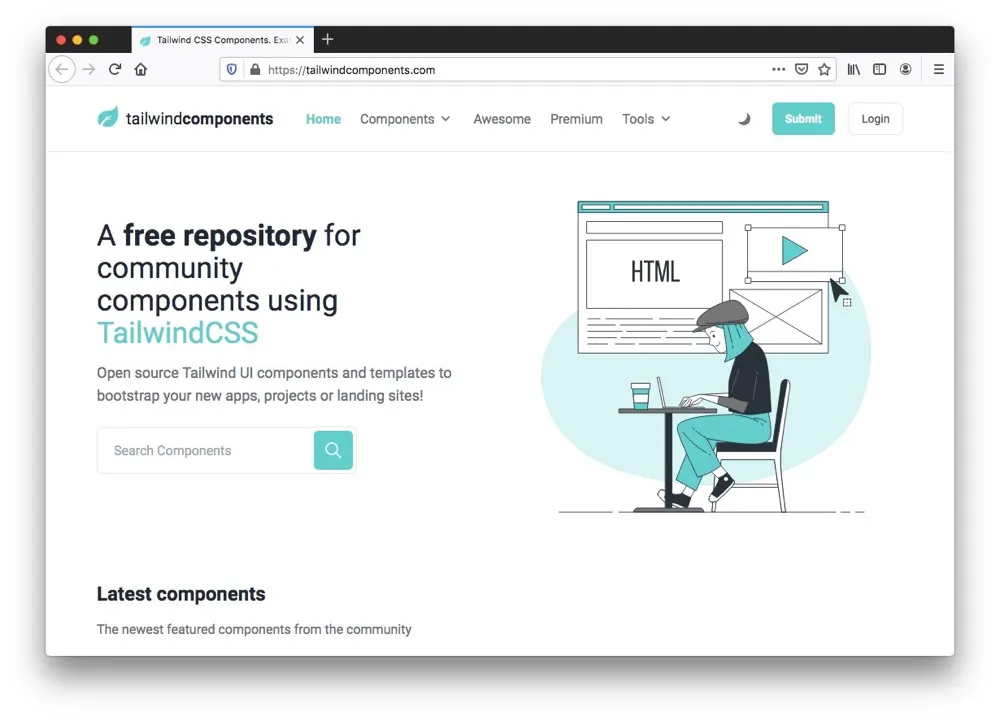 Tailwind CSS Components. Exa
https://tailwindcomponents.com
tailwindcomponents
Home
Components
Awesome
Premium
Tools
Submit
Login
A free repository for
community
components using
TailwindCSS
Open source Tailwind UI components and templates to
bootstrap your new apps, projects or landing sites!
Search Components
HTML
Latest components
The newest featured components from the community